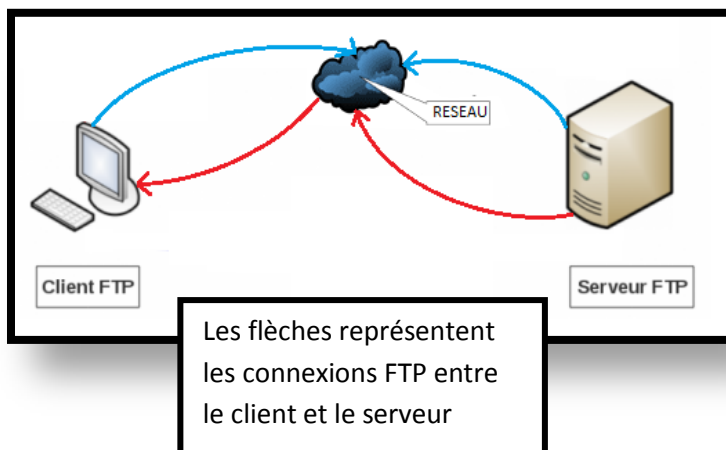 RESEAU
Client FTP
Serveur FTP
Les flèches représentent
les connexions FTP entre
le client et le serveur